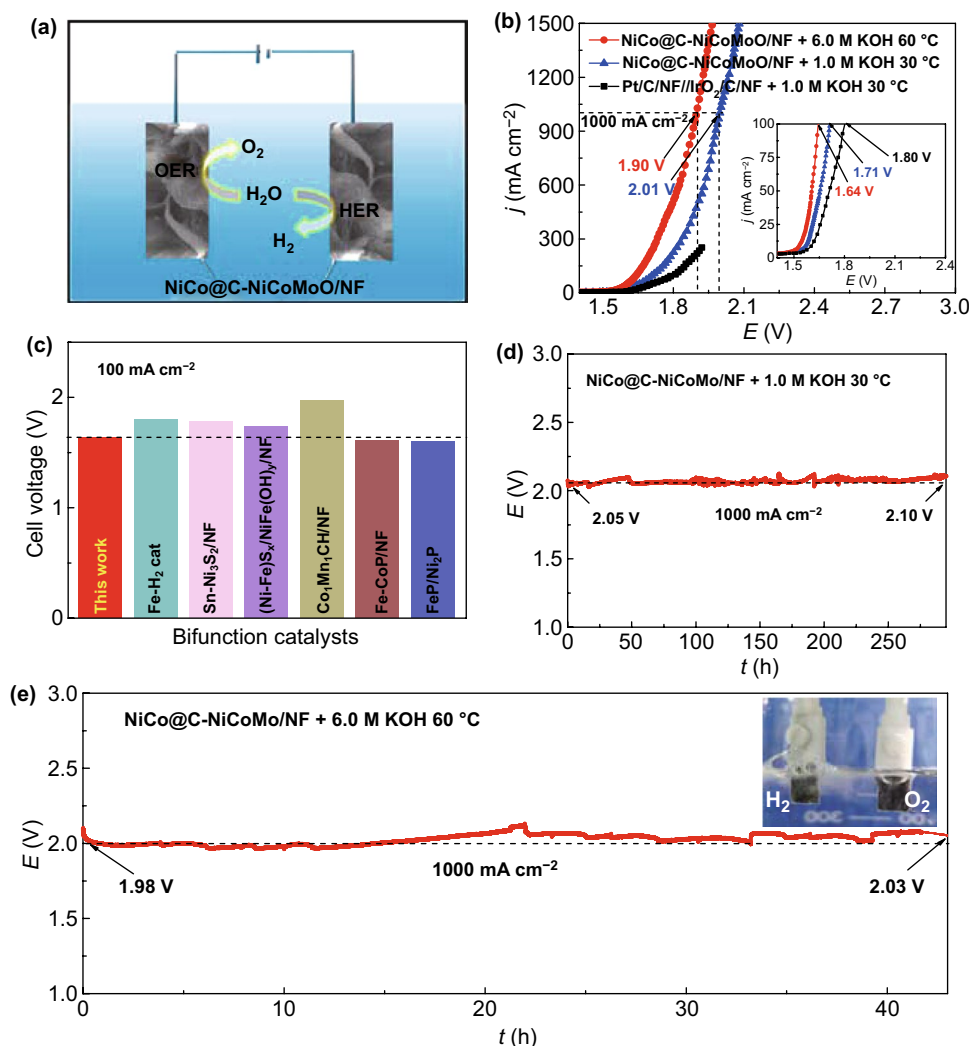 (a)
OER
O₂
H₂O
HER
H₂
NiCo@C-NiCoMoO/NF
(b)
1500
1200
900
600
300
0
j (mA cm⁻²)
NiCo@C-NiCoMoO/NF + 6.0 M KOH 60 °C
NiCo@C-NiCoMoO/NF + 1.0 M KOH 30 °C
Pt/C/NF//IrO₂/C/NF + 1.0 M KOH 30 °C
1000 mA cm⁻²
1.90 V
2.01 V
100
75
50
25
0
j (mA cm⁻²)
1.80 V
1.71 V
1.64 V
1.5 1.8 2.1 2.4
E (V)
1.5 1.8 2.1 2.4 2.7 3.0
E (V)
(c)
100 mA cm⁻²
2
1
0
Cell voltage (V)
This work
Fe-H₂ cat
Sn-Ni₃S₂/NF
(Ni-Fe)Sₓ/NiFe(OH)ᵧ/NF
Co₁Mn₁CH/NF
Fe-CoP/NF
FeP/Ni₂P
Bifunction catalysts
(d)
3.0
2.5
2.0
1.5
1.0
E (V)
NiCo@C-NiCoMo/NF + 1.0 M KOH 30 °C
2.05 V
1000 mA cm⁻²
2.10 V
0 50 100 150 200 250
t (h)
(e)
3.0
2.5
2.0
1.5
1.0
E (V)
NiCo@C-NiCoMo/NF + 6.0 M KOH 60 °C
H₂
O₂
1.98 V
1000 mA cm⁻²
2.03 V
0 10 20 30 40
t (h)